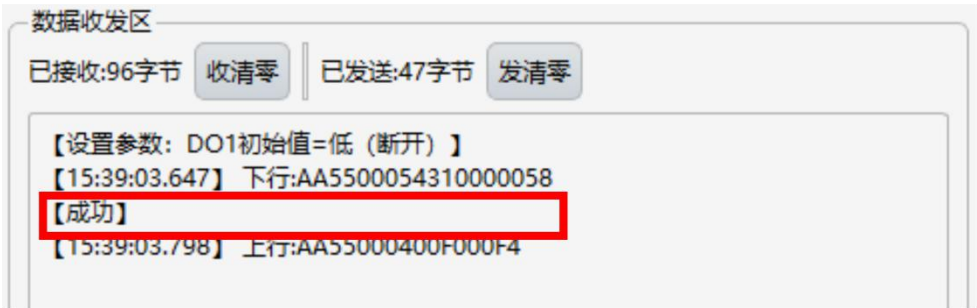 数据收发区
已接收:96字节 收清零 已发送:47字节 发清零
【设置参数：DO1初始值=低（断开）】
【15:39:03.647】 下行:AA5500054310000058
【成功】
【15:39:03.798】 上行:AA55000400F000F4